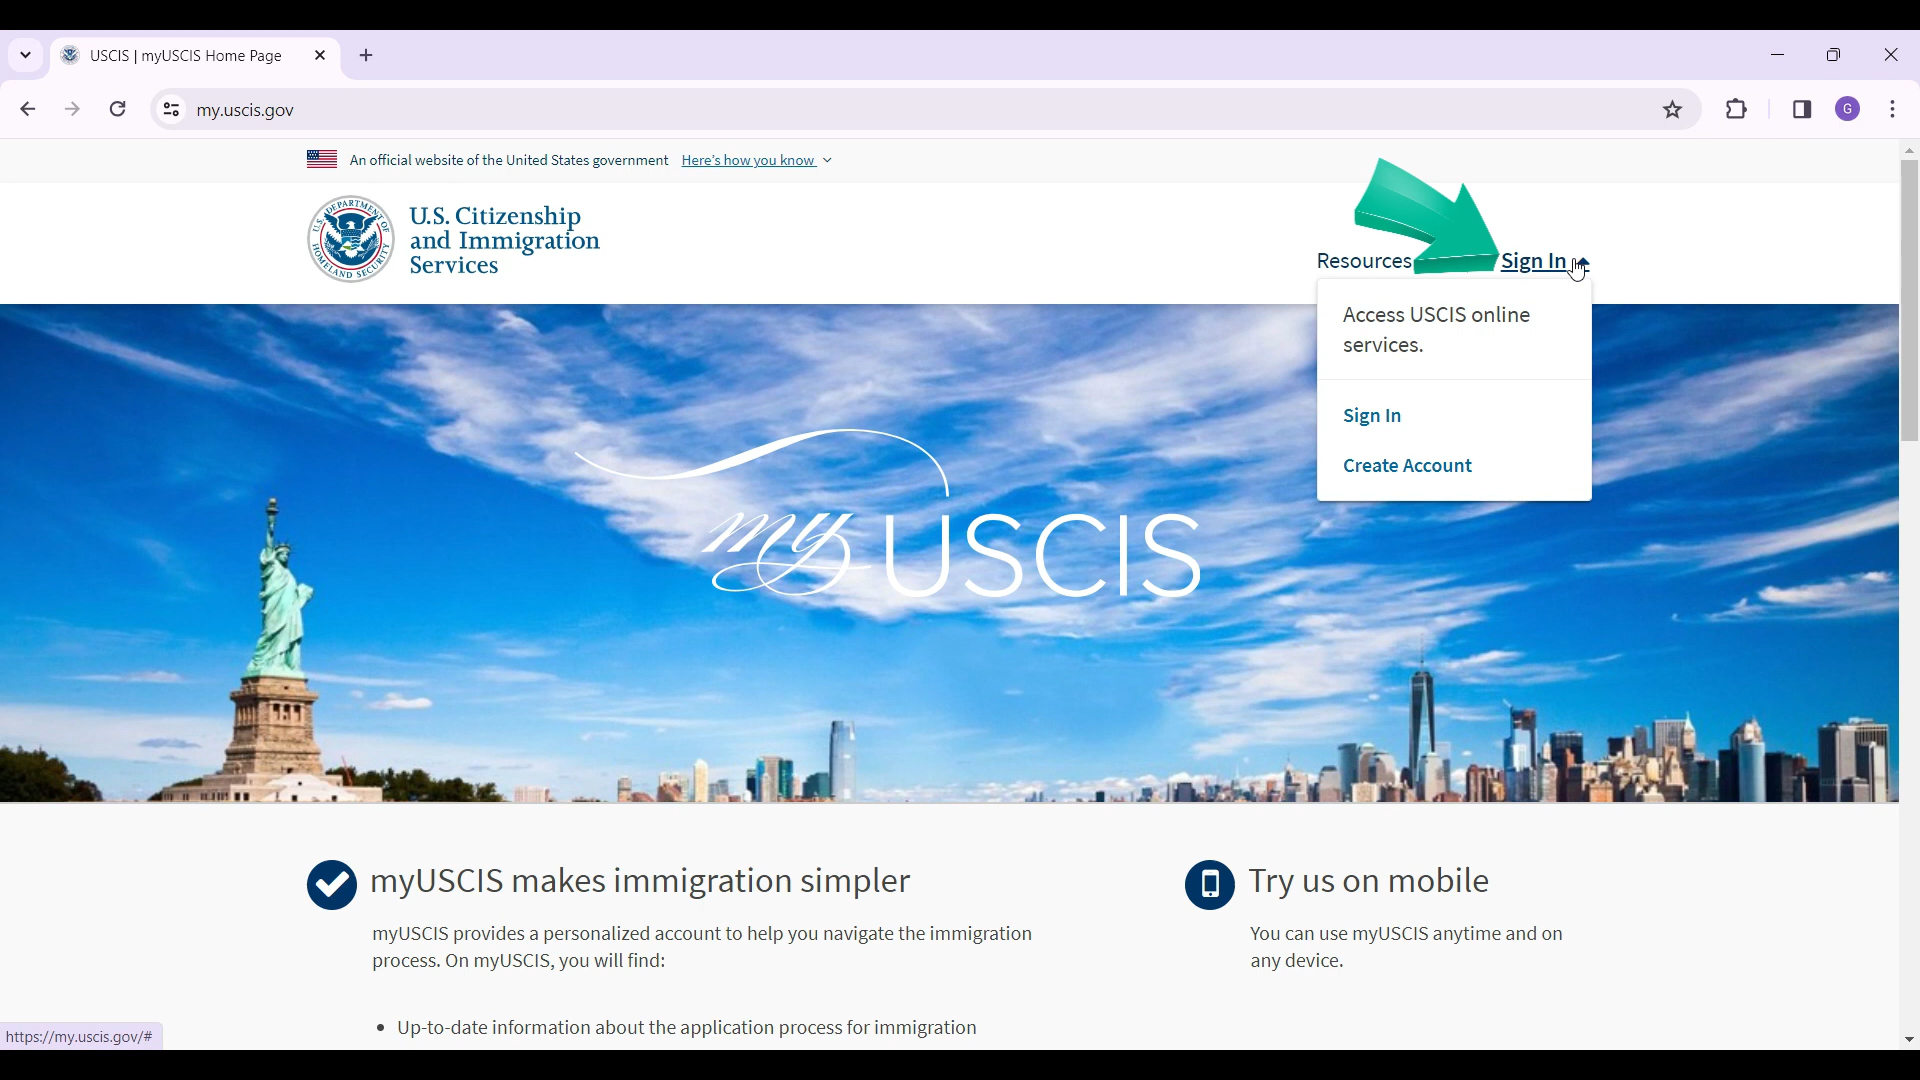 USCIS | myUSCIS Home Page
my.uscis.gov
G
An official website of the United States government Here's how you know
U.S. DEPARTMENT OF HOMELAND SECURITY
U.S. Citizenship
and Immigration
Services
Resources
Sign In
Access USCIS online
services.
Sign In
Create Account
my USCIS
myUSCIS makes immigration simpler
myUSCIS provides a personalized account to help you navigate the immigration
process. On myUSCIS, you will find:
• Up-to-date information about the application process for immigration
Try us on mobile
You can use myUSCIS anytime and on
any device.
https://my.uscis.gov/#